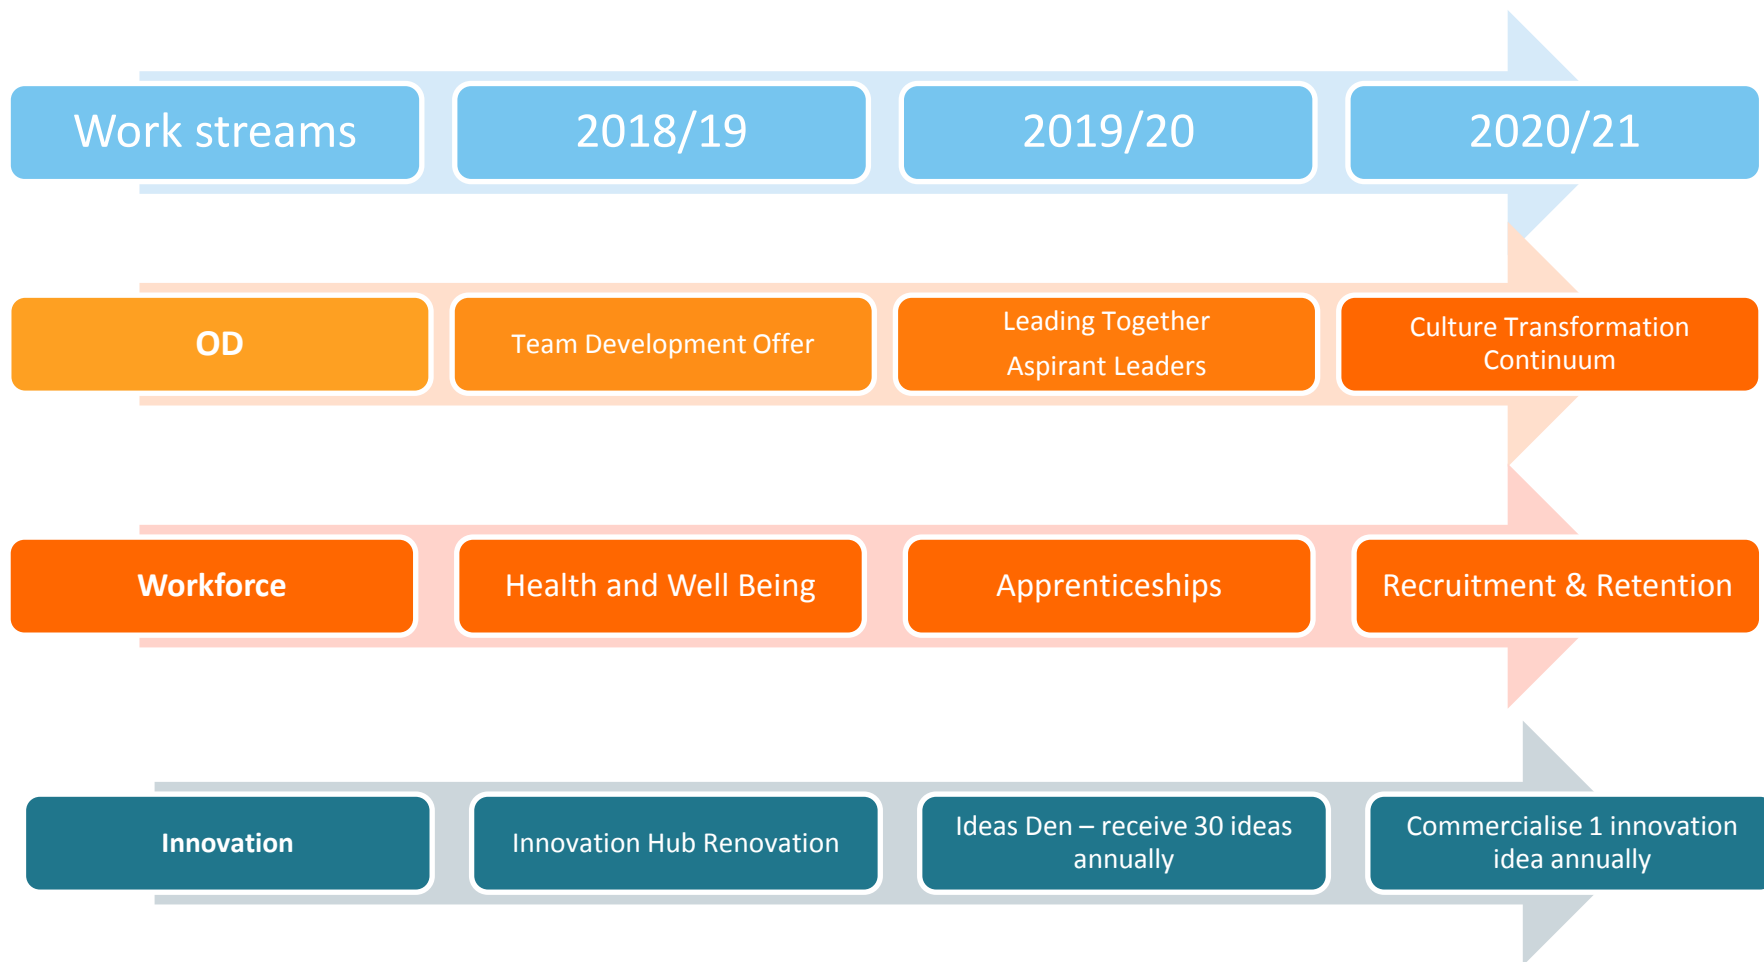 Work streams
2018/19
2019/20
2020/21
OD
Team Development Offer
Leading Together
Aspirant Leaders
Culture Transformation
Continuum
Workforce
Health and Well Being
Apprenticeships
Recruitment & Retention
Innovation
Innovation Hub Renovation
Ideas Den – receive 30 ideas
annually
Commercialise 1 innovation
idea annually